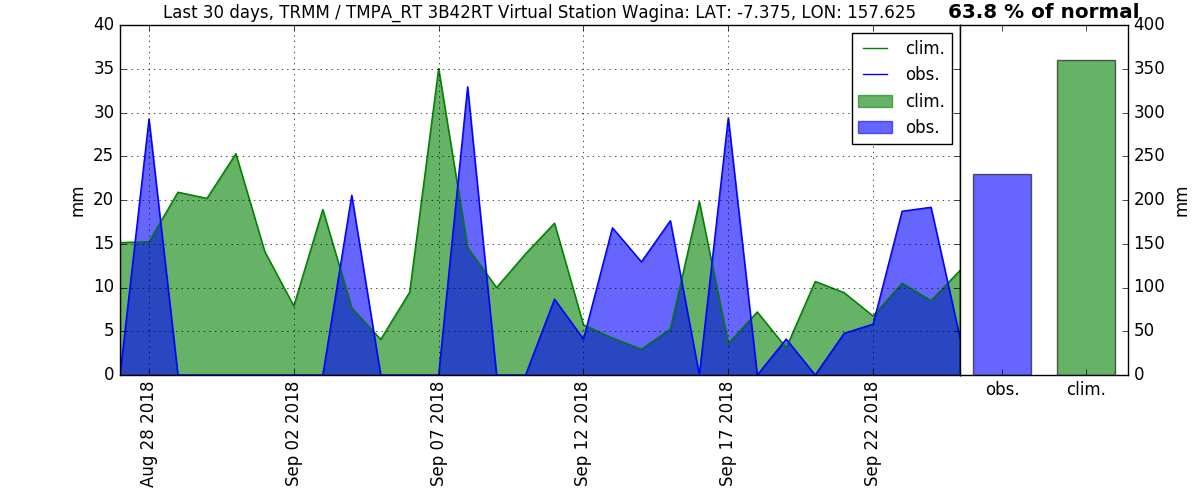 Last 30 days, TRMM / TMPA_RT 3B42RT Virtual Station Wagina: LAT: -7.375, LON: 157.625
63.8 % of normal
40
35
30
25
20
15
10
5
0
mm
clim.
obs.
clim.
obs.
Aug 28 2018
Sep 02 2018
Sep 07 2018
Sep 12 2018
Sep 17 2018
Sep 22 2018
400
350
300
250
200
150
100
50
0
mm
obs.
clim.